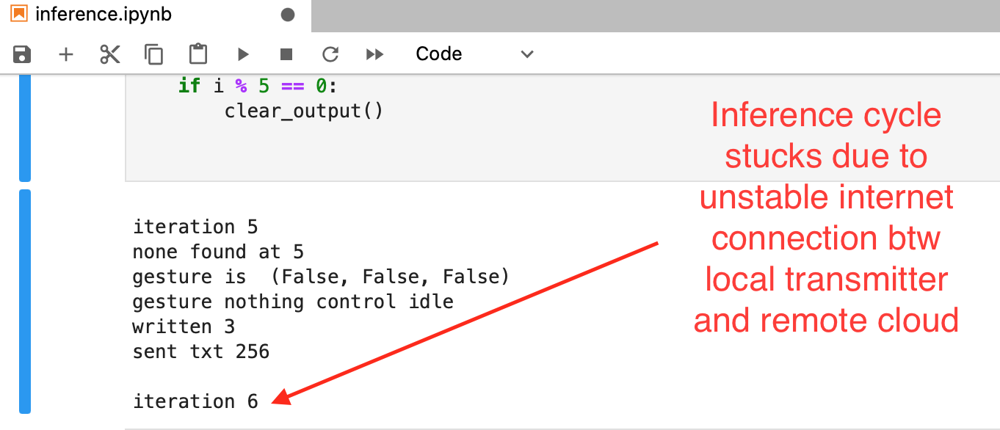 inference.ipynb
Code
if i % 5 == 0:
clear_output()
Inference cycle
stucks due to
unstable internet
connection btw
local transmitter
and remote cloud
iteration 5
none found at 5
gesture is  (False, False, False)
gesture nothing control idle
written 3
sent txt 256
iteration 6